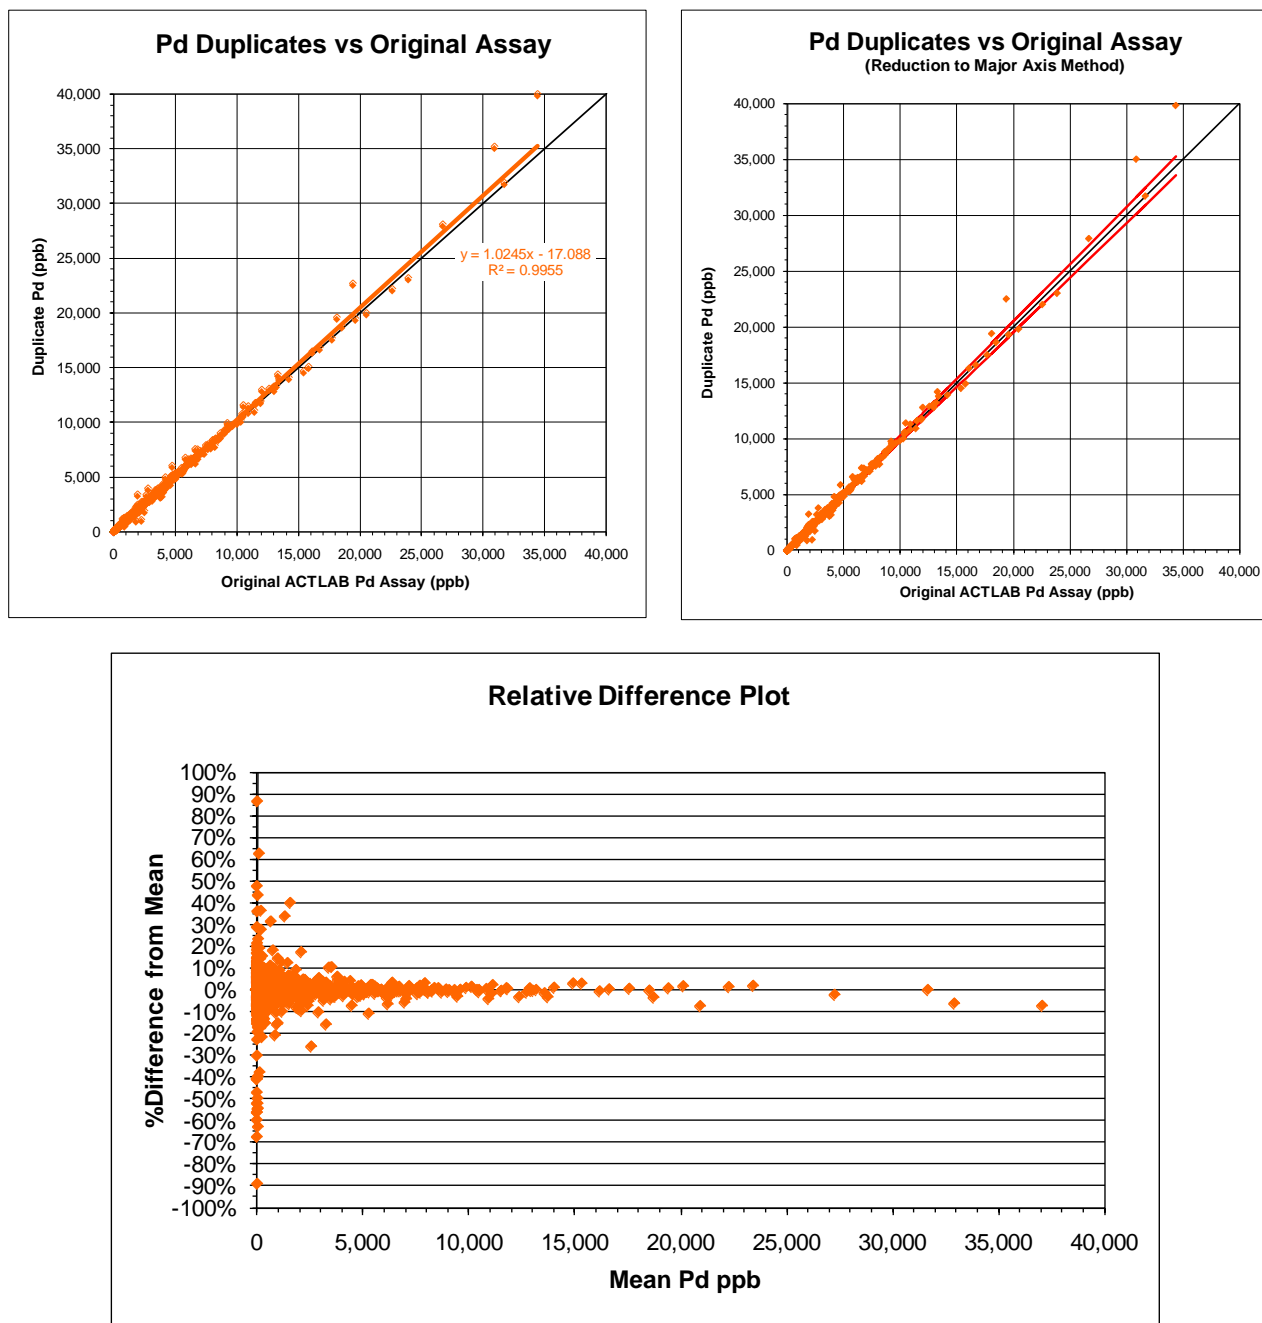 Pd Duplicates vs Original Assay
40,000
35,000
30,000
25,000
20,000
15,000
10,000
5,000
0
Duplicate Pd (ppb)
y = 1.0245x - 17.088
R² = 0.9955
0 5,000 10,000 15,000 20,000 25,000 30,000 35,000 40,000
Original ACTLAB Pd Assay (ppb)
Pd Duplicates vs Original Assay
(Reduction to Major Axis Method)
40,000
35,000
30,000
25,000
20,000
15,000
10,000
5,000
0
Duplicate Pd (ppb)
0 5,000 10,000 15,000 20,000 25,000 30,000 35,000 40,000
Original ACTLAB Pd Assay (ppb)
Relative Difference Plot
100%
90%
80%
70%
60%
50%
40%
30%
20%
10%
0%
-10%
-20%
-30%
-40%
-50%
-60%
-70%
-80%
-90%
-100%
%Difference from Mean
0 5,000 10,000 15,000 20,000 25,000 30,000 35,000 40,000
Mean Pd ppb